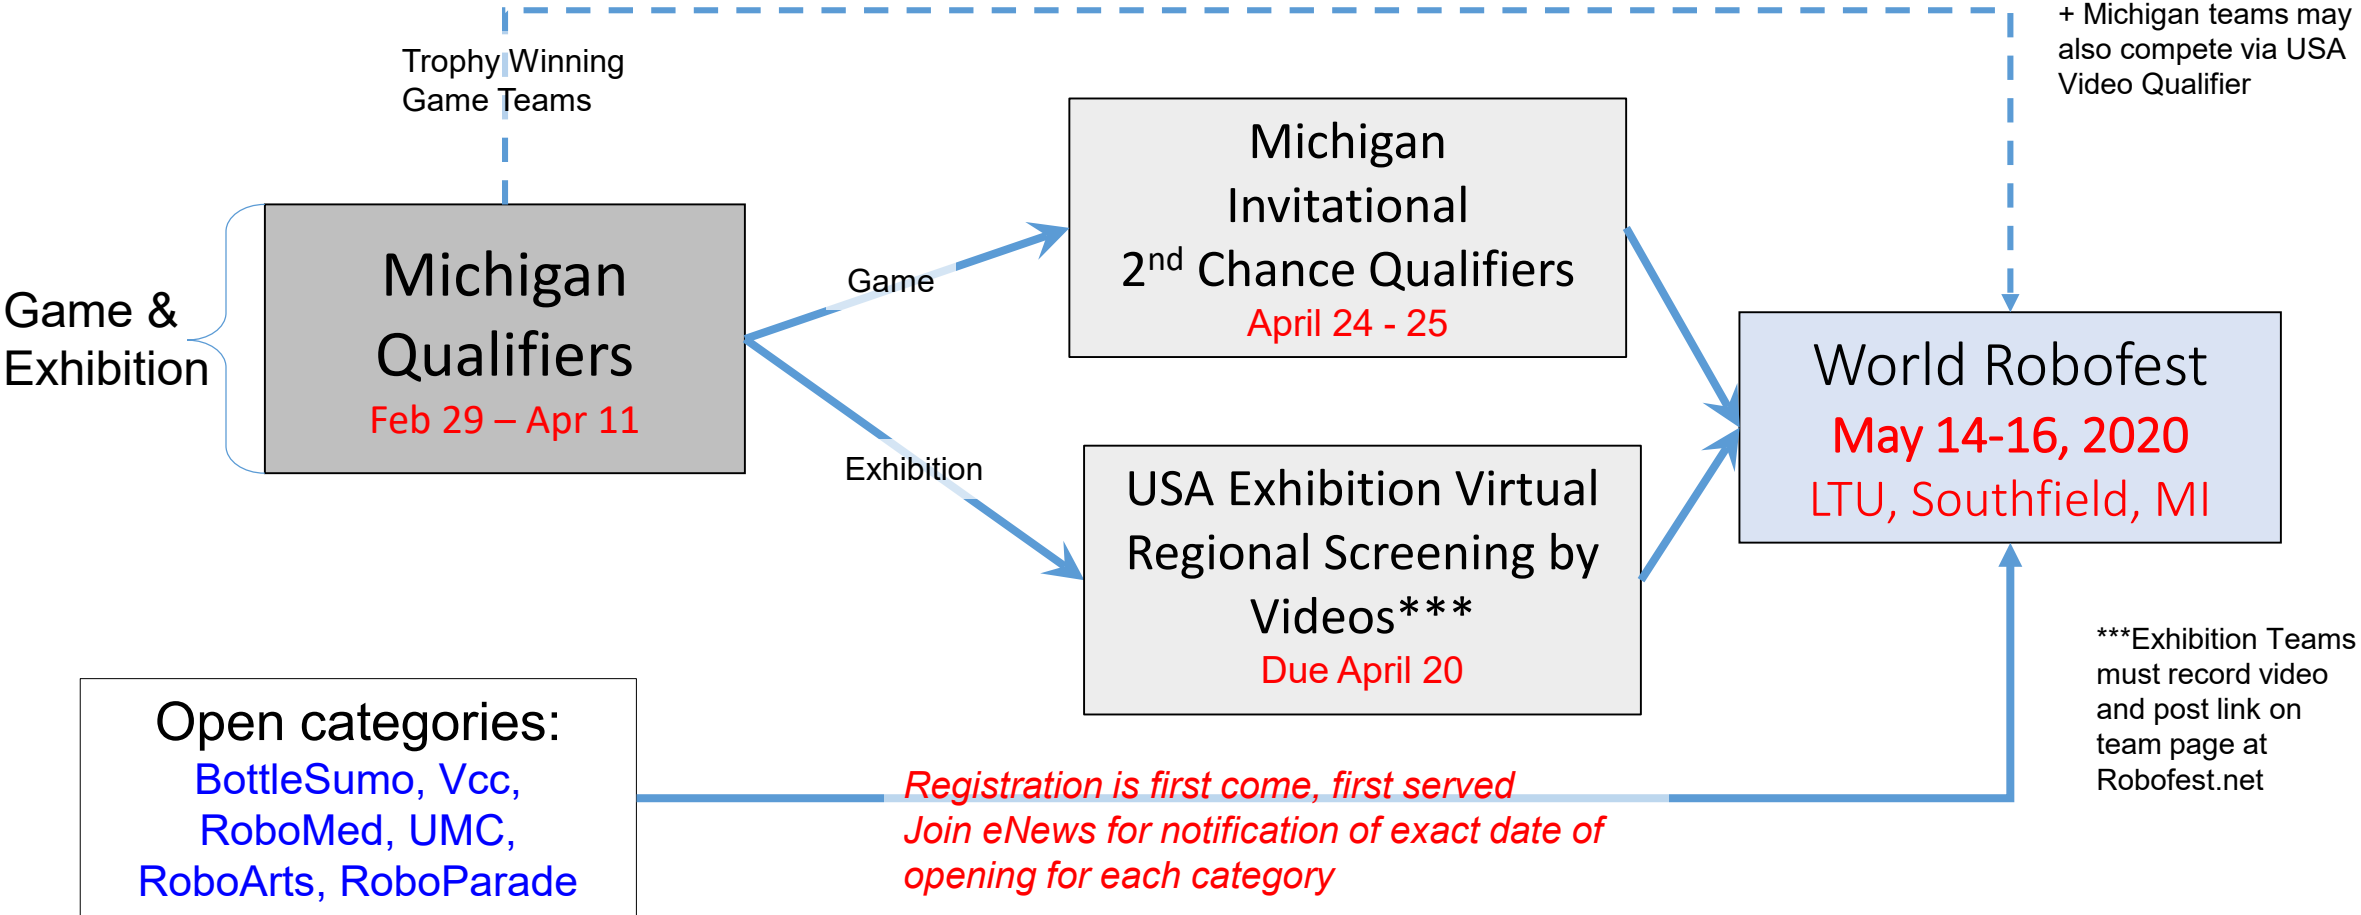 + Michigan teams may
also compete via USA
Video Qualifier
Trophy Winning
Game Teams
Michigan
Invitational
2nd Chance Qualifiers
April 24 - 25
Game &
Exhibition
Michigan
Qualifiers
Feb 29 – Apr 11
Game
Exhibition
World Robofest
May 14-16, 2020
LTU, Southfield, MI
USA Exhibition Virtual
Regional Screening by
Videos***
Due April 20
***Exhibition Teams
must record video
and post link on
team page at
Robofest.net
Open categories:
BottleSumo, Vcc,
RoboMed, UMC,
RoboArts, RoboParade
Registration is first come, first served
Join eNews for notification of exact date of
opening for each category